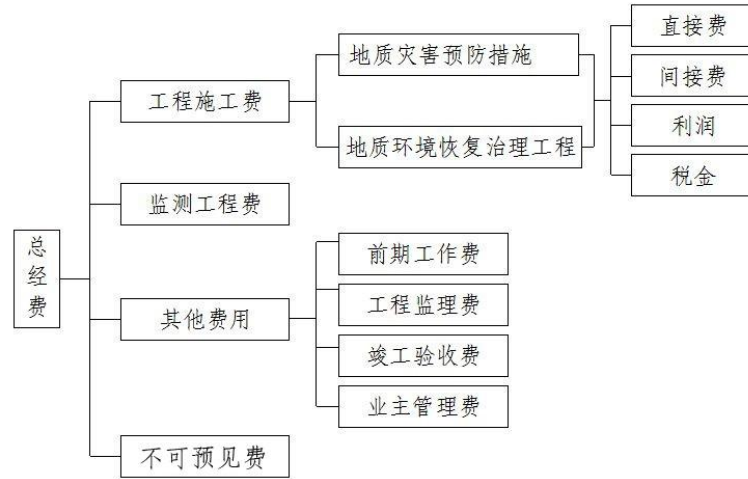 总经费
工程施工费
地质灾害预防措施
地质环境恢复治理工程
直接费
间接费
利润
税金
监测工程费
其他费用
前期工作费
工程监理费
竣工验收费
业主管理费
不可预见费